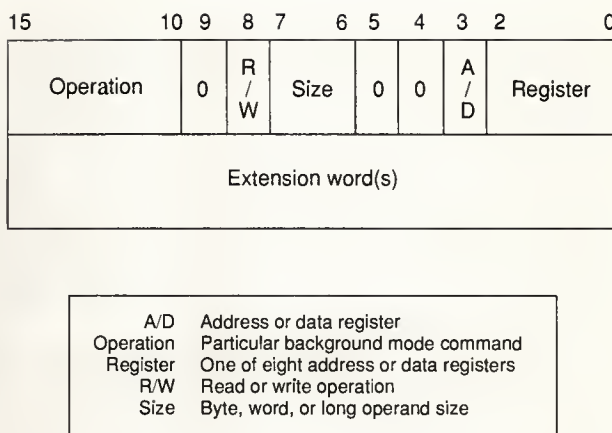 15 10 9 8 7 6 5 4 3 2 0
Operation 0 R/W Size 0 0 A/D Register
Extension word(s)
A/D Address or data register
Operation Particular background mode command
Register One of eight address or data registers
R/W Read or write operation
Size Byte, word, or long operand size